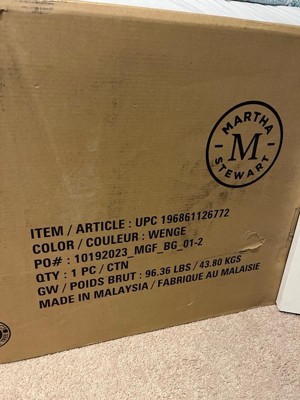 MARTHA
M
STEWART
ITEM / ARTICLE : UPC 196861126772
COLOR / COULEUR : WENGE
PO# : 10192023_MGF_BG_01-2
QTY : 1 PC / CTN
GW / POIDS BRUT : 96.36 LBS / 43.80 KGS
MADE IN MALAYSIA / FABRIQUE AU MALAISIE